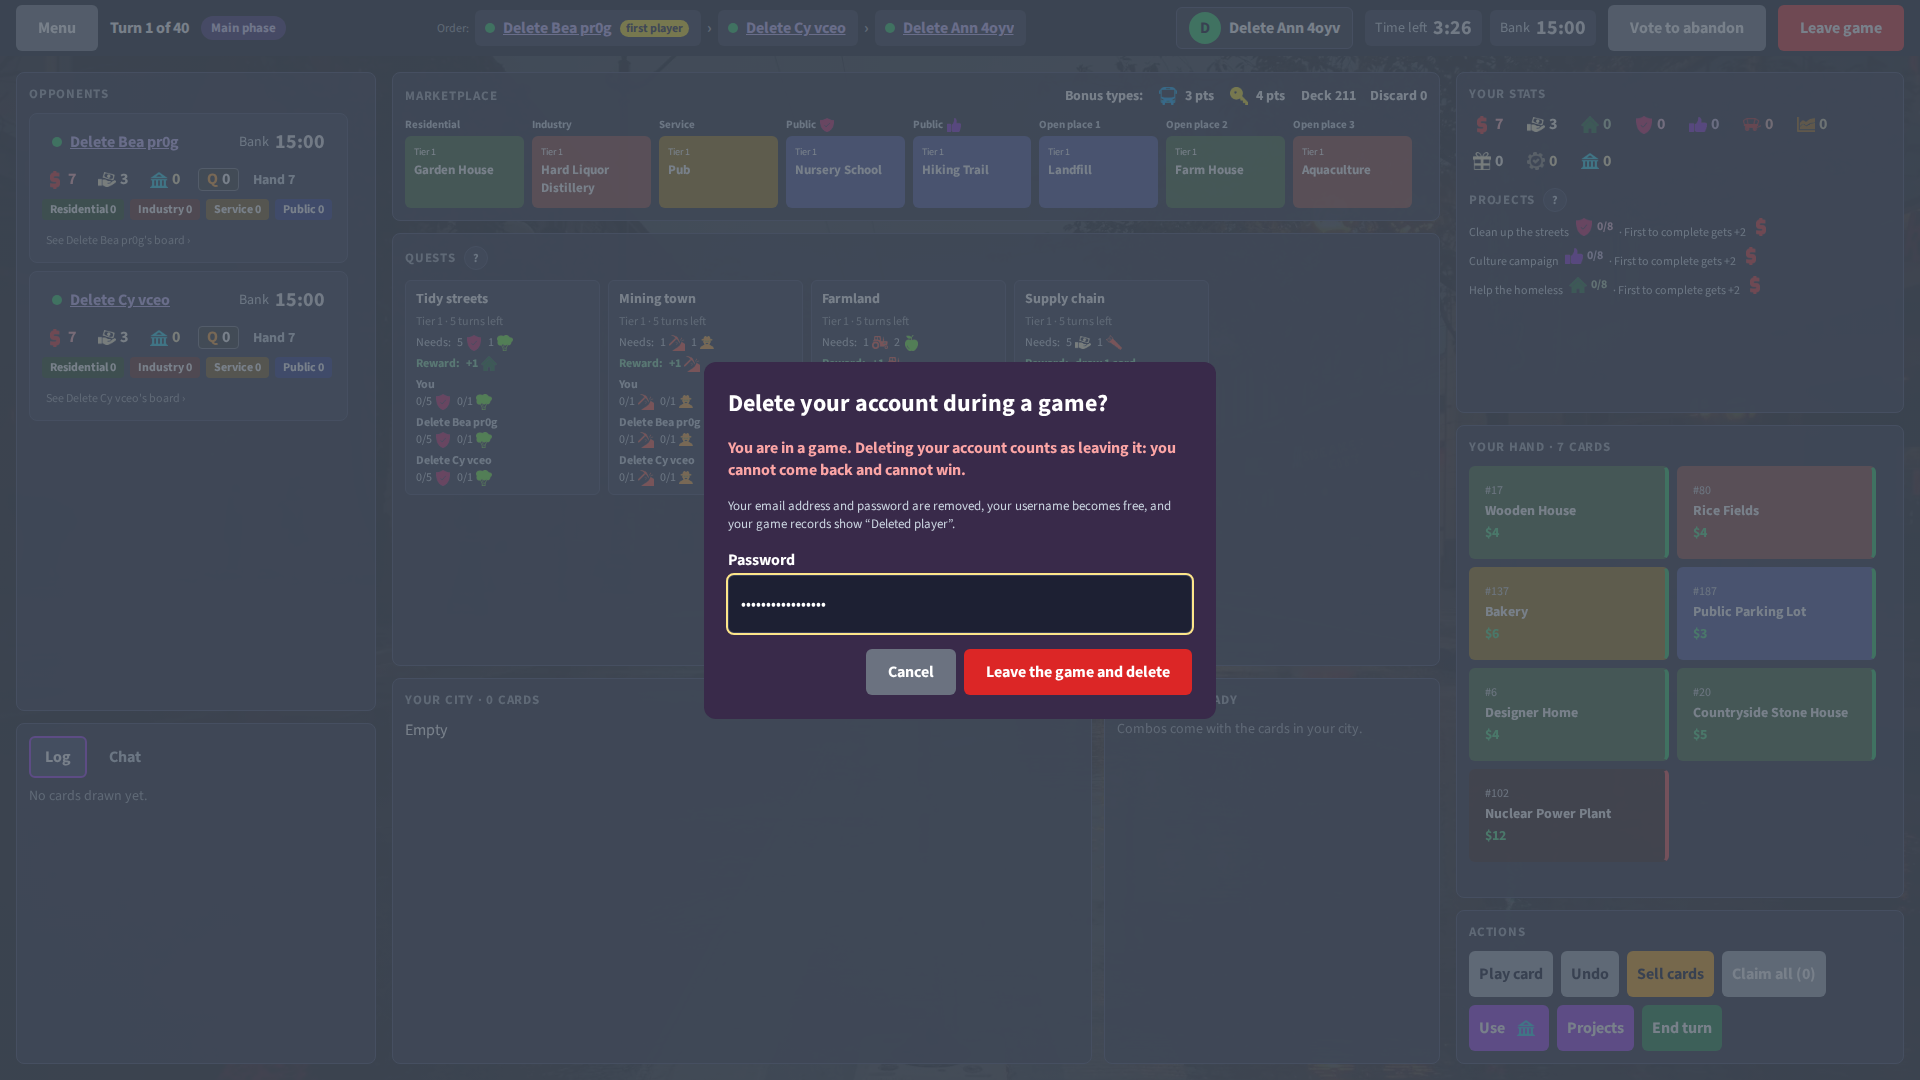 Menu
Turn 1 of 40
Main phase
Order:
Delete Bea pr0g
first player
›
Delete Cy vceo
›
Delete Ann 4oyv
D
Delete Ann 4oyv
Time left 3:26
Bank 15:00
Vote to abandon
Leave game
OPPONENTS
Delete Bea pr0g
Bank 15:00
7
3
0
Q 0
Hand 7
Residential 0
Industry 0
Service 0
Public 0
See Delete Bea pr0g's board ›
Delete Cy vceo
Bank 15:00
7
3
0
Q 0
Hand 7
Residential 0
Industry 0
Service 0
Public 0
See Delete Cy vceo's board ›
Log
Chat
No cards drawn yet.
MARKETPLACE
Bonus types:
3 pts
4 pts
Deck 211
Discard 0
Residential
Tier 1
Garden House
Industry
Tier 1
Hard Liquor
Distillery
Service
Tier 1
Pub
Public
Tier 1
Nursery School
Public
Tier 1
Hiking Trail
Open place 1
Tier 1
Landfill
Open place 2
Tier 1
Farm House
Open place 3
Tier 1
Aquaculture
QUESTS
?
Tidy streets
Tier 1 · 5 turns left
Needs: 5 1
Reward: +1
You
0/5 0/1
Delete Bea pr0g
0/5 0/1
Delete Cy vceo
0/5 0/1
Mining town
Tier 1 · 5 turns left
Needs: 1 1
Reward: +1
You
0/1 0/1
Delete Bea pr0g
0/1 0/1
Delete Cy vceo
0/1 0/1
Farmland
Tier 1 · 5 turns left
Needs: 1 2
Supply chain
Tier 1 · 5 turns left
Needs: 5 1
Delete your account during a game?
You are in a game. Deleting your account counts as leaving it: you
cannot come back and cannot win.
Your email address and password are removed, your username becomes free, and
your game records show “Deleted player”.
Password
•••••••••••••••••
Cancel
Leave the game and delete
YOUR CITY · 0 CARDS
Empty
ADY
Combos come with the cards in your city.
YOUR STATS
7
3
0
0
0
0
0
0
0
0
PROJECTS
?
Clean up the streets 0/8 · First to complete gets +2
Culture campaign 0/8 · First to complete gets +2
Help the homeless 0/8 · First to complete gets +2
YOUR HAND · 7 CARDS
#17
Wooden House
$4
#80
Rice Fields
$4
#137
Bakery
$6
#187
Public Parking Lot
$3
#6
Designer Home
$4
#20
Countryside Stone House
$5
#102
Nuclear Power Plant
$12
ACTIONS
Play card
Undo
Sell cards
Claim all (0)
Use
Projects
End turn